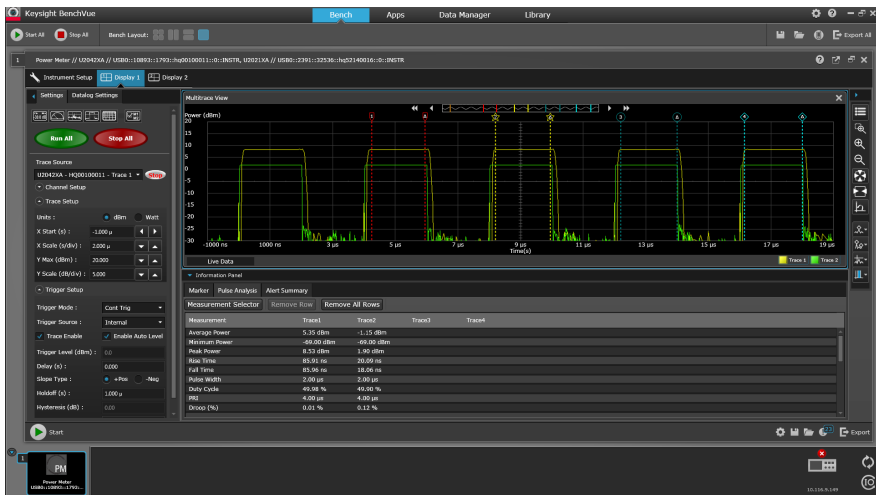 Keysight BenchVue
Bench Apps Data Manager Library
Start All Stop All Bench Layout: Export All
1 Power Meter // U2042XA // USB0::10893::1793::hq00100011::0::INSTR, U2021XA // USB0::2391::32536::hq52140016::0::INSTR
Instrument Setup Display 1 Display 2
Settings Datalog Settings
Run All Stop All
Trace Source
U2042XA - HQ00100011 - Trace 1 Stop
Channel Setup
Trace Setup
Units : dBm Watt
X Start (s) : -1.000 µ
X Scale (s/div) : 2.000 µ
Y Max (dBm) : 20.000
Y Scale (dB/div) : 5.000
Trigger Setup
Trigger Mode : Cont Trig
Trigger Source : Internal
Trace Enable Enable Auto Level
Trigger Level (dBm) : 0.0
Delay (s) : 0.000
Slope Type : +Pos -Neg
Holdoff (s) : 1.000 µ
Hysteresis (dB) : 0.00
Start
Multitrace View
Power (dBm)
20
15
10
5
0
-5
-10
-15
-20
-25
-30
-1000 ns 1000 ns 3 µs 5 µs 7 µs 9 µs 11 µs 13 µs 15 µs 17 µs 19 µs
Time(s)
Live Data Trace 1 Trace 2
Information Panel
Marker Pulse Analysis Alert Summary
Measurement Selector Remove Row Remove All Rows
Measurement Trace1 Trace2 Trace3 Trace4
Average Power 5.35 dBm -1.15 dBm
Minimum Power -69.00 dBm -69.00 dBm
Peak Power 8.53 dBm 1.90 dBm
Rise Time 85.91 ns 20.09 ns
Fall Time 85.96 ns 18.06 ns
Pulse Width 2.00 µs 2.00 µs
Duty Cycle 49.98 % 49.90 %
PRI 4.00 µs 4.00 µs
Droop (%) 0.01 % 0.12 %
23 Export
1
PM
Power Meter
USB0::10893::1793::...
10.116.9.149